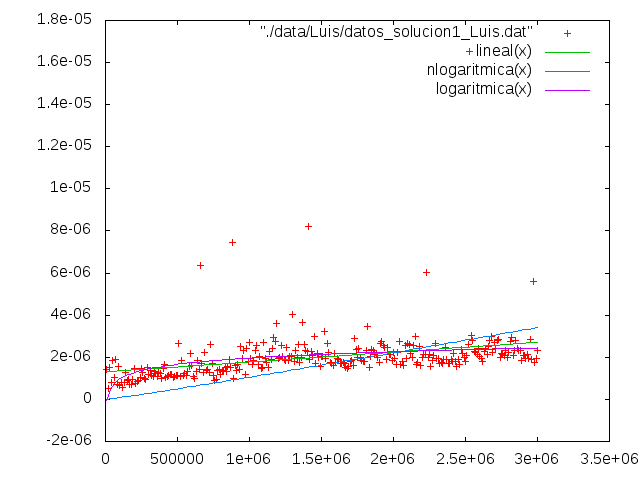 1.8e-05
"./data/Luis/datos_solucion1_Luis.dat"
1.6e-05
lineal(x)
nlogaritmica(x)
1.4e-05
logaritmica(x)
1.2e-05
1e-05
8e-06
6e-06
4e-06
2e-06
0
-2e-06
0 500000 1e+06 1.5e+06 2e+06 2.5e+06 3e+06 3.5e+06